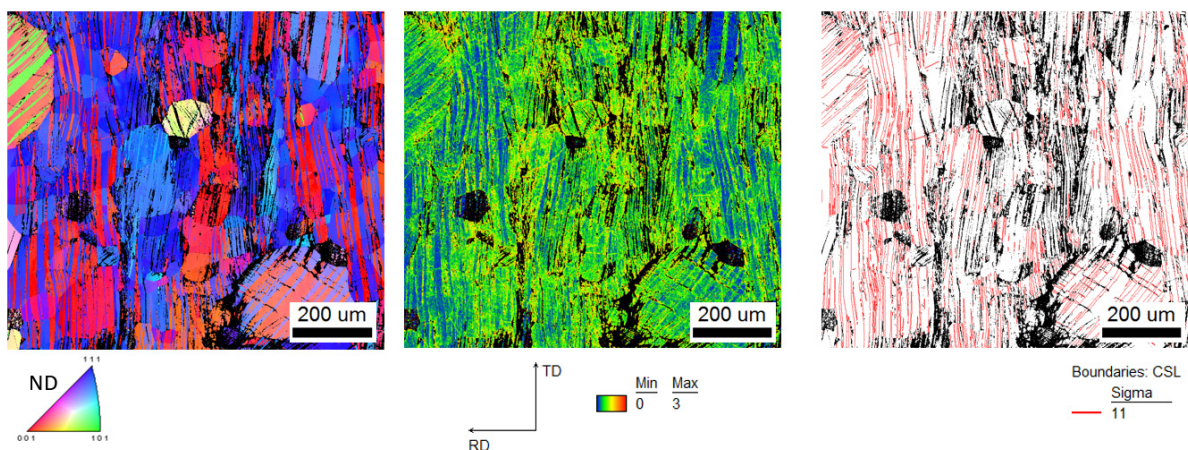 200 um
200 um
200 um
ND
111
001
101
TD
RD
Min Max
0 3
Boundaries: CSL
Sigma
11